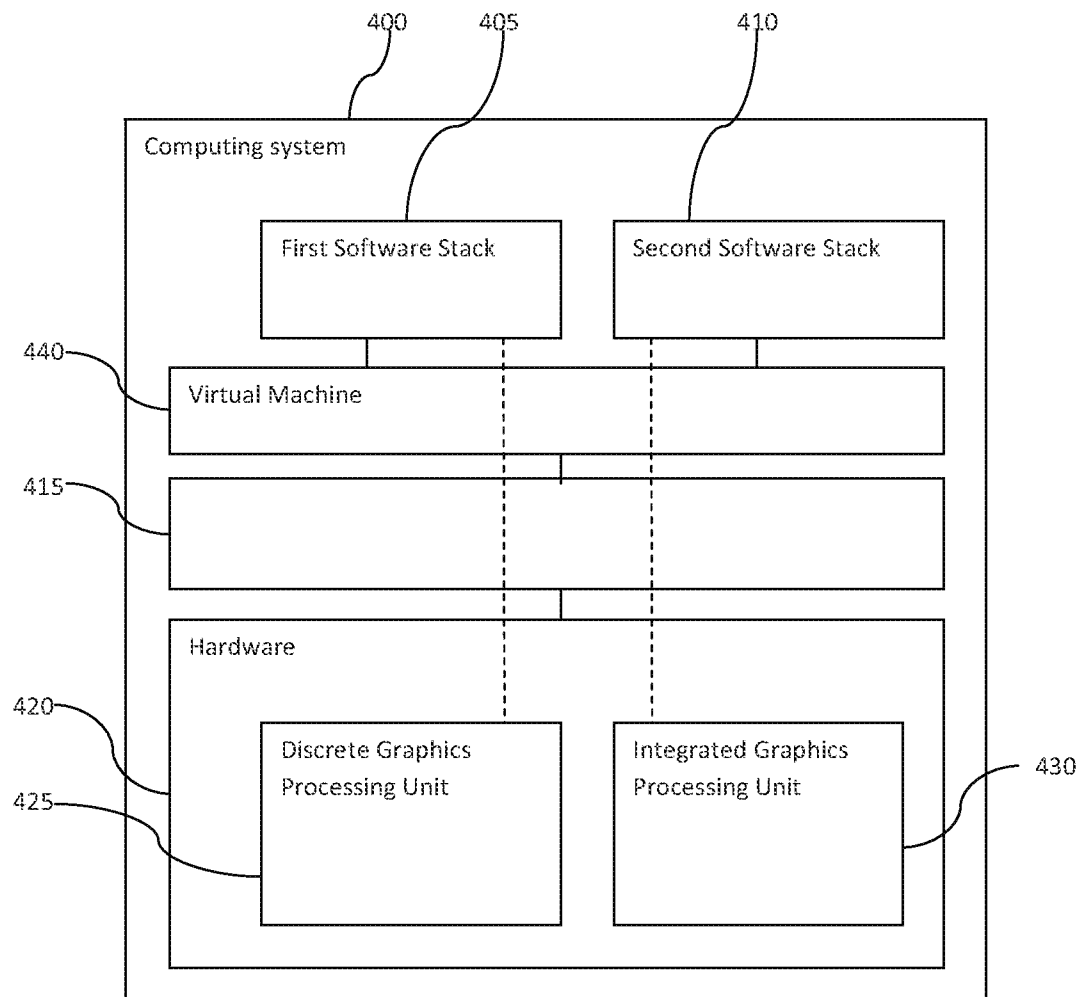 400
405
410
Computing system
First Software Stack
Second Software Stack
440
Virtual Machine
415
Hardware
420
Discrete Graphics
Processing Unit
Integrated Graphics
Processing Unit
430
425